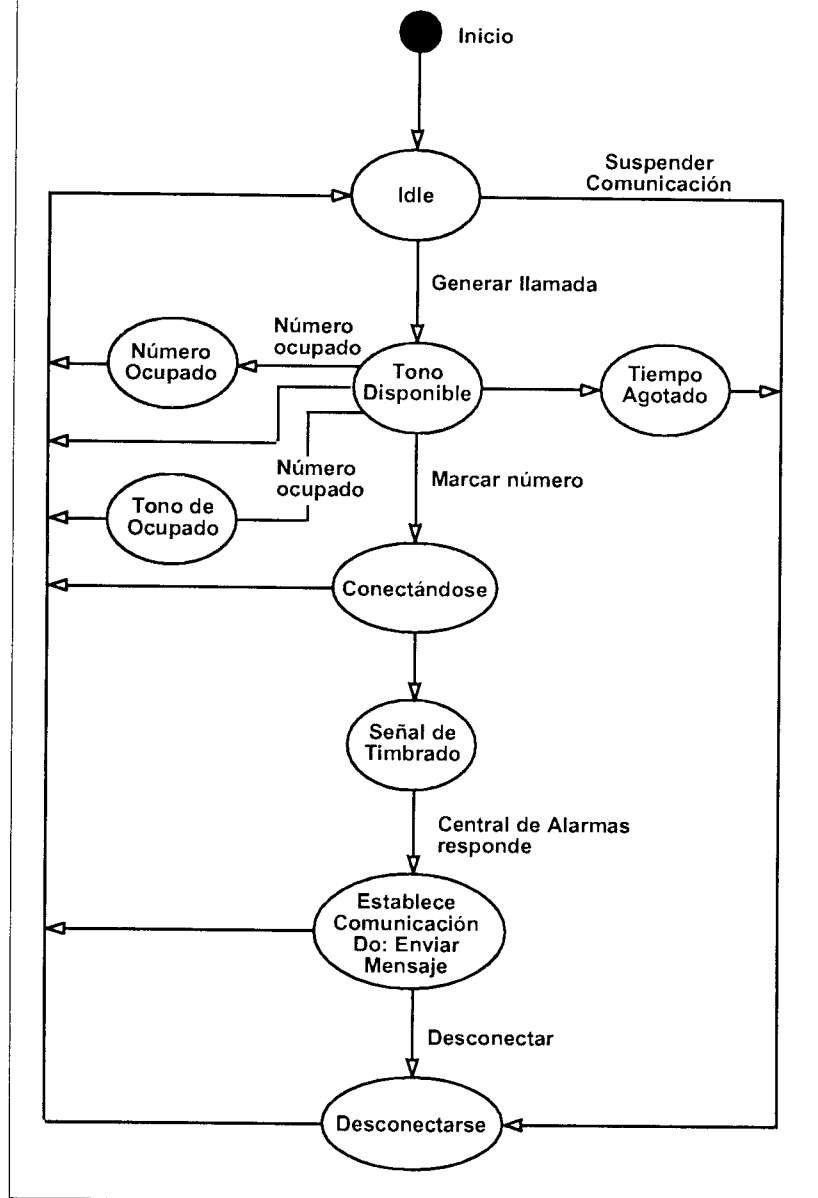 Inicio
Suspender
Comunicación
Idle
Generar llamada
Número
ocupado
Número
Ocupado
Tono
Disponible
Tiempo
Agotado
Número
ocupado
Marcar número
Tono de
Ocupado
Conectándose
Señal de
Timbrado
Central de Alarmas
responde
Establece
Comunicación
Do: Enviar
Mensaje
Desconectar
Desconectarse